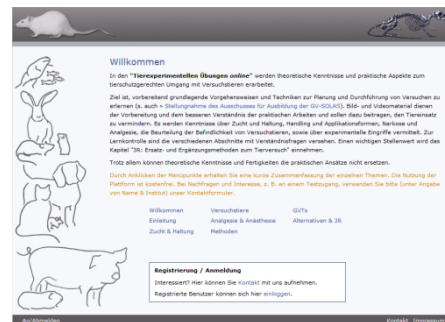 Willkommen
In den "Tierexperimentellen Übungen online" werden theoretische Kenntnisse und praktische Aspekte zum
tierschutzgerechten Umgang mit Versuchstieren erarbeitet.
Ziel ist, vorbereitend grundlegende Vorgehensweisen und Techniken zur Planung und Durchführung von Versuchen zu
erlernen (s. auch Stellungnahme des Ausschusses für Ausbildung der GV-SOLAS). Bild- und Videomaterial dienen
der Vorbereitung und dem besseren Verständnis der praktischen Arbeiten und sollen dazu beitragen, den Tiereinsatz
zu vermindern. Es werden Kenntnisse über Zucht und Haltung, Handling und Applikationsformen, Narkose und
Analgesie, die Beurteilung der Befindlichkeit von Versuchstieren, sowie über experimentelle Eingriffe vermittelt. Zur
Lernkontrolle sind die verschiedenen Abschnitte mit Verständnisfragen versehen. Einen wichtigen Stellenwert wird das
Kapitel "3R: Ersatz- und Ergänzungsmethoden zum Tierversuch" einnehmen.
Trotz allem können theoretische Kenntnisse und Fertigkeiten die praktischen Ansätze nicht ersetzen.
Durch Anklicken der Menüpunkte erhalten Sie eine kurze Zusammenfassung der einzelnen Themen. Die Nutzung der
Plattform ist kostenfrei. Bei Nachfragen und Interesse, z. B. an einem Testzugang, verwenden Sie bitte (unter Angabe
von Name & Institut) unser Kontaktformular.
Willkommen Versuchstiere GVTs
Einleitung Analgesie & Anästhesie Alternativen & 3R
Zucht & Haltung Methoden
Registrierung / Anmeldung
Interessiert? Hier können Sie Kontakt mit uns aufnehmen.
Registrierte Benutzer können sich hier einloggen.
An/Abmelden Kontakt Impressum